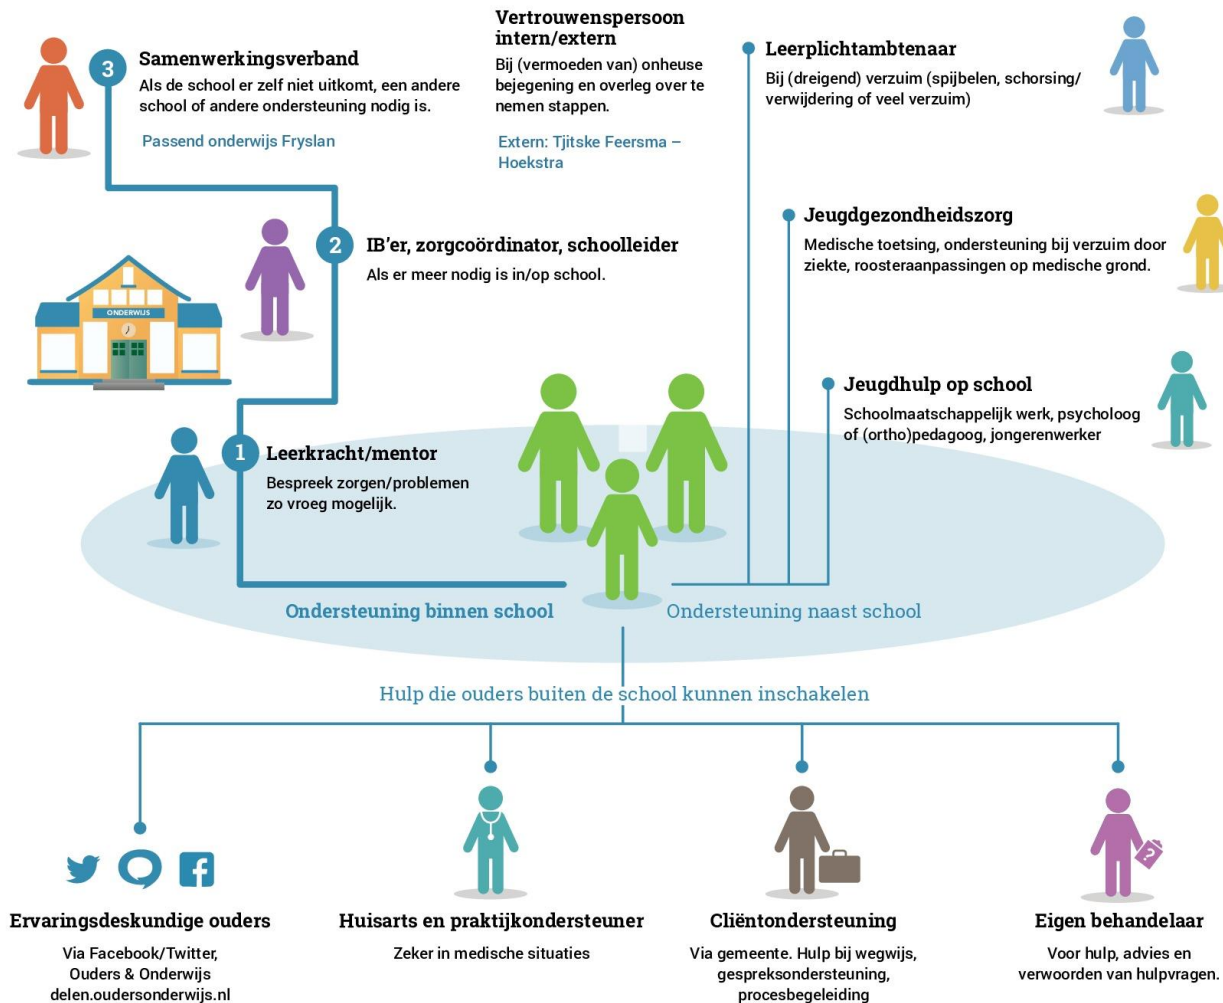 3
Samenwerkingsverband
Als de school er zelf niet uitkomt, een andere
school of andere ondersteuning nodig is.
Passend onderwijs Fryslan
Vertrouwenspersoon
intern/extern
Bij (vermoeden van) onheuse
bejegening en overleg over te
nemen stappen.
Extern: Tjitske Feersma –
Hoekstra
Leerplichtambtenaar
Bij (dreigend) verzuim (spijbelen, schorsing/
verwijdering of veel verzuim)
2
IB'er, zorgcoördinator, schoolleider
Als er meer nodig is in/op school.
Jeugdgezondheidszorg
Medische toetsing, ondersteuning bij verzuim door
ziekte, roosteraanpassingen op medische grond.
ONDERWIJS
Jeugdhulp op school
Schoolmaatschappelijk werk, psycholoog
of (ortho)pedagoog, jongerenwerker
1
Leerkracht/mentor
Bespreek zorgen/problemen
zo vroeg mogelijk.
Ondersteuning binnen school
Ondersteuning naast school
Hulp die ouders buiten de school kunnen inschakelen
?
Ervaringsdeskundige ouders
Via Facebook/Twitter,
Ouders & Onderwijs
delen.oudersonderwijs.nl
Huisarts en praktijkondersteuner
Zeker in medische situaties
Cliëntondersteuning
Via gemeente. Hulp bij wegwijs,
gespreksondersteuning,
procesbegeleiding
Eigen behandelaar
Voor hulp, advies en
verwoorden van hulpvragen.